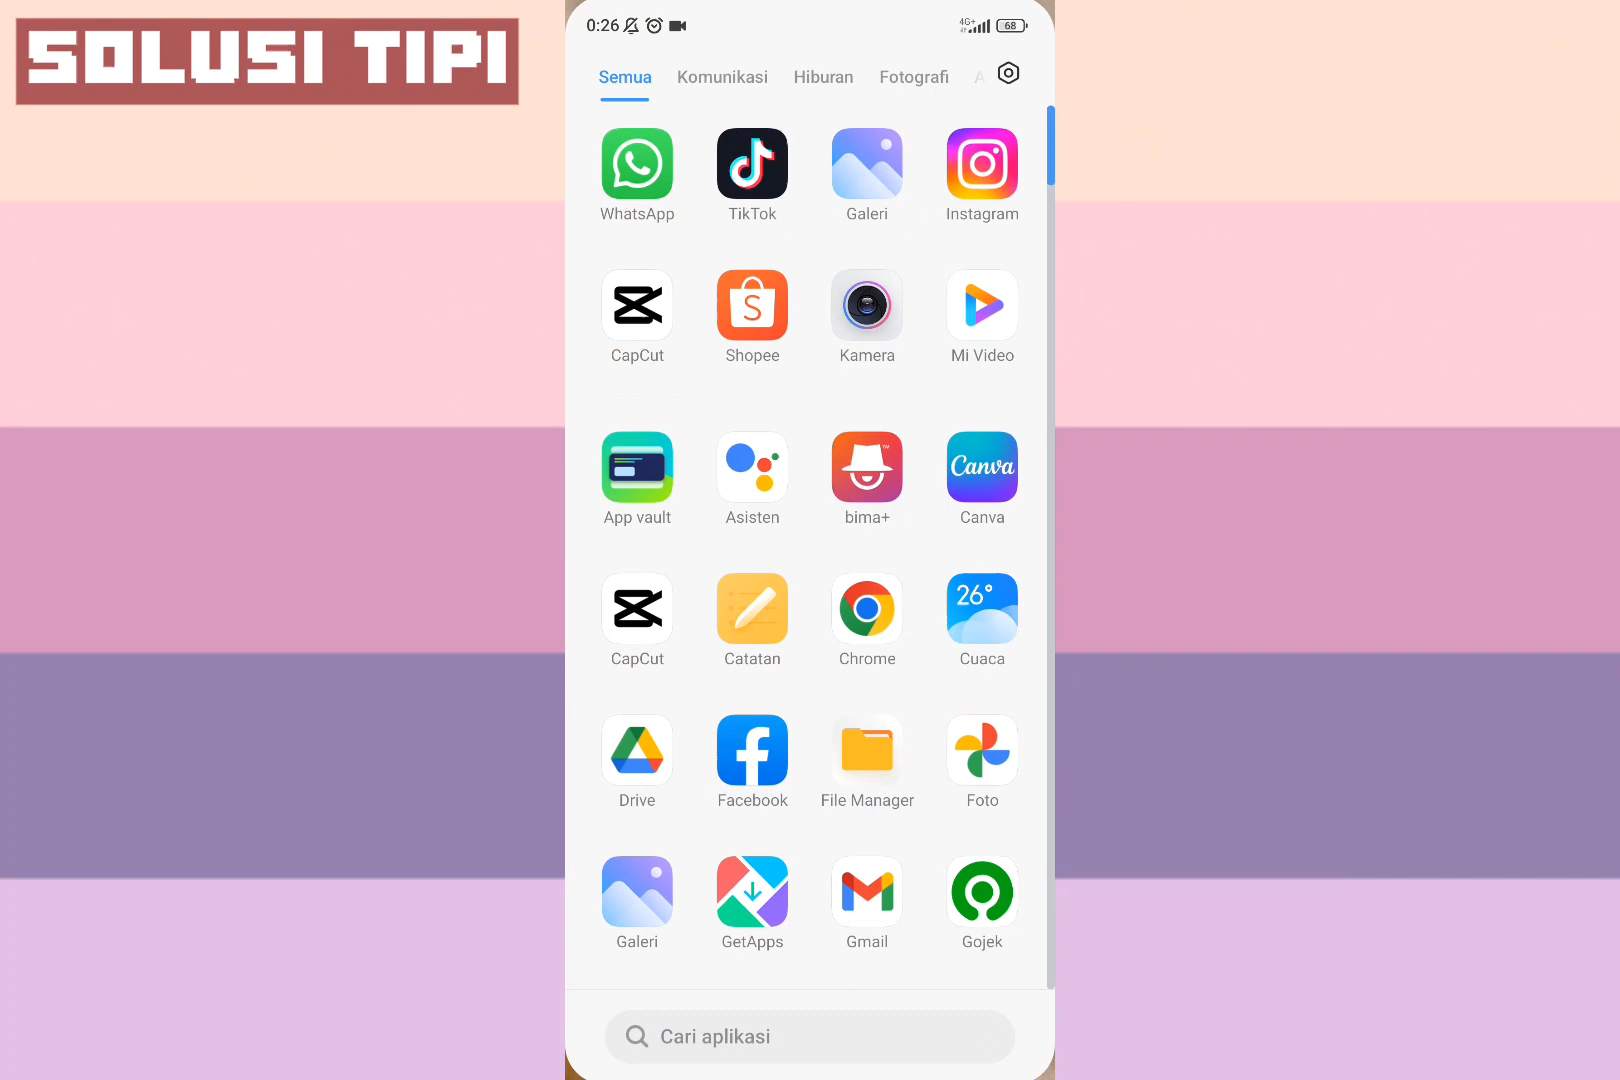 SOLUSI TIPI
0:26
4G+
68
Semua Komunikasi Hiburan Fotografi A
WhatsApp TikTok Galeri Instagram
S
CapCut Shopee Kamera Mi Video
Canva
App vault Asisten bima+ Canva
26°
CapCut Catatan Chrome Cuaca
Drive Facebook File Manager Foto
Galeri GetApps Gmail Gojek
Cari aplikasi